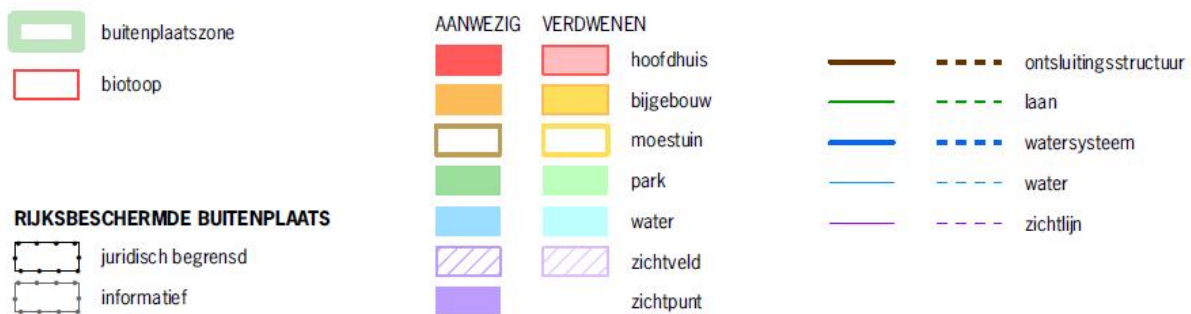 buitenplaatszone
biotoop
RIJKSBESCHERMDE BUITENPLAATS
juridisch begrensd
informatief
AANWEZIG VERDWENEN
hoofdhuis
bijgebouw
moestuin
park
water
zichtveld
zichtpunt
ontsluitingsstructuur
laan
watersysteem
water
zichtlijn